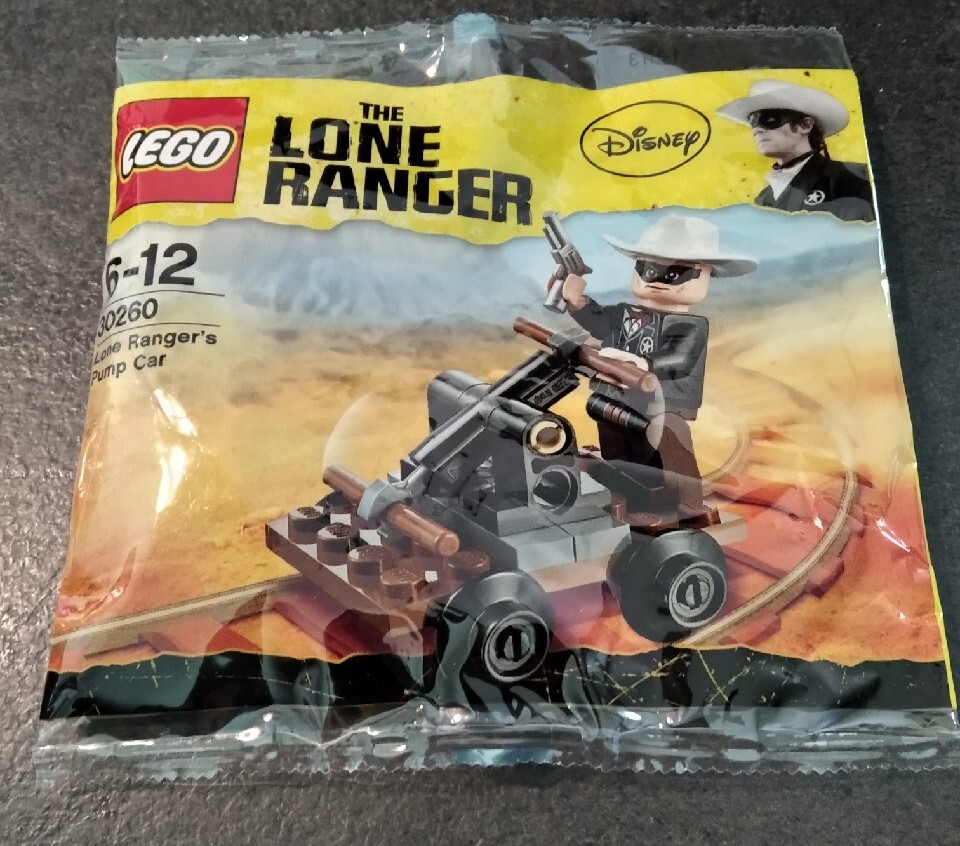 LEGO
THE
LONE
RANGER
DISNEY
6-12
30260
Lone Ranger's
Pump Car